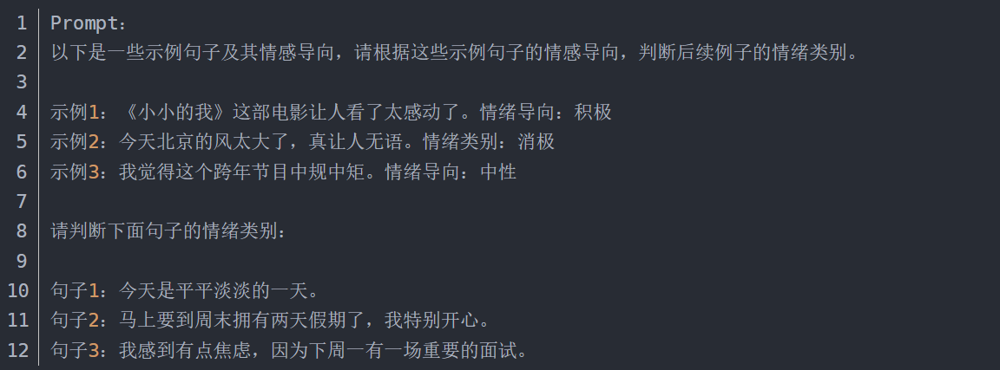 1 Prompt：
2 以下是一些示例句子及其情感导向，请根据这些示例句子的情感导向，判断后续例子的情绪类别。
3
4 示例1：《小小的我》这部电影让人看了太感动了。情绪导向：积极
5 示例2：今天北京的风太大了，真让人无语。情绪类别：消极
6 示例3：我觉得这个跨年节目中规中矩。情绪导向：中性
7
8 请判断下面句子的情绪类别：
9
10 句子1：今天是平平淡淡的一天。
11 句子2：马上要到周末拥有两天假期了，我特别开心。
12 句子3：我感到有点焦虑，因为下周一有一场重要的面试。